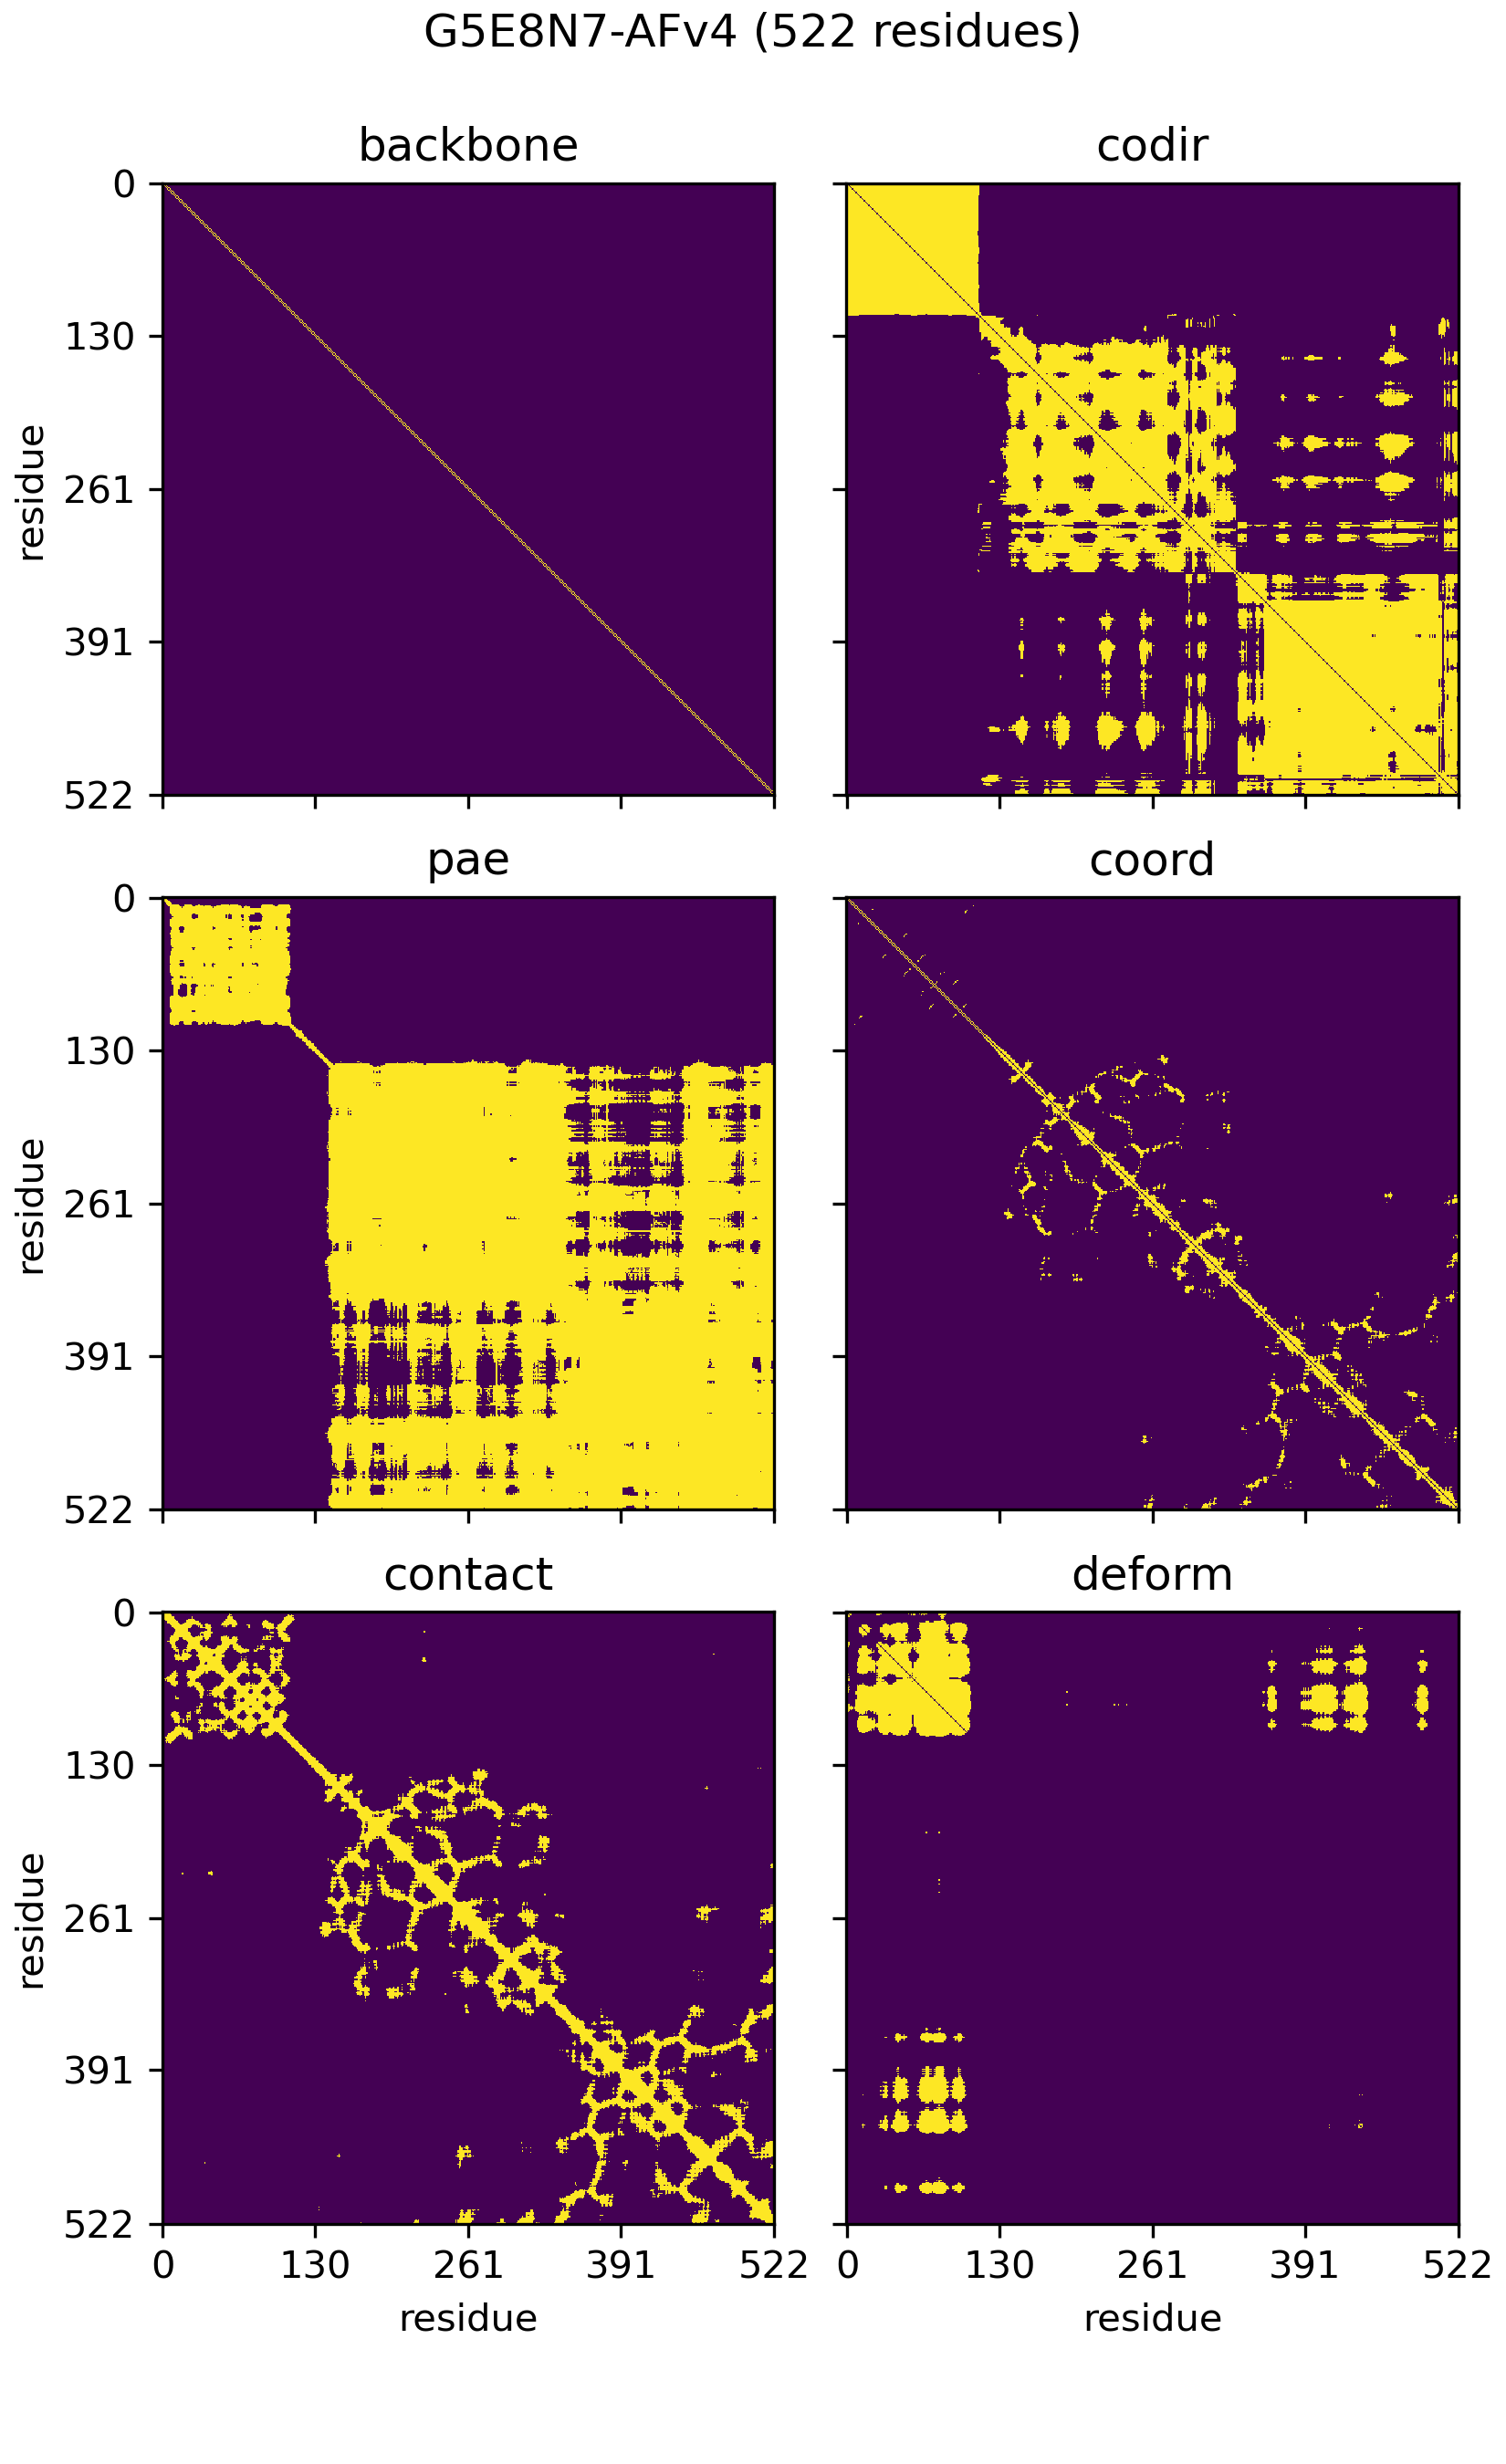 G5E8N7-AFv4 (522 residues)
backbone
codir
0
130
261
391
522
residue
pae
coord
0
130
261
391
522
residue
contact
deform
0
130
261
391
522
residue
0 130 261 391 522
0 130 261 391 522
residue
residue